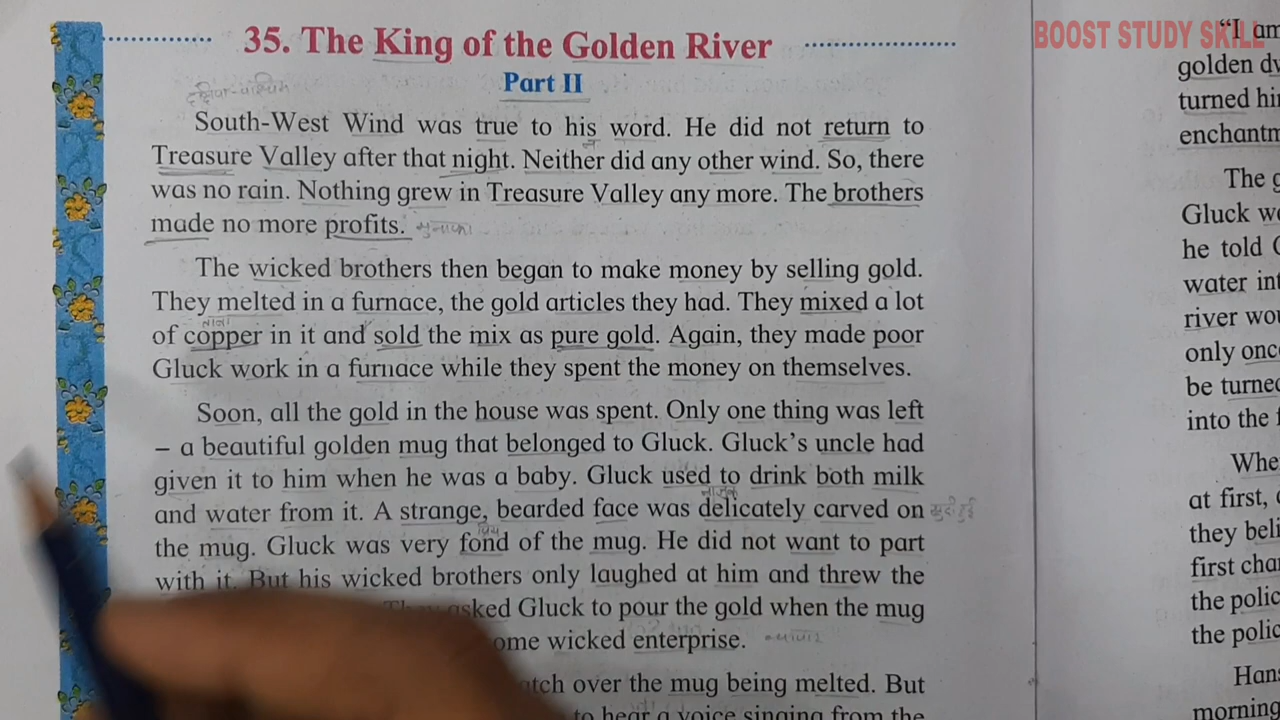 BOOST STUDY SKILL
35. The King of the Golden River
Part II
दक्षिण-पश्चिम
South-West Wind was true to his word. He did not return to
Treasure Valley after that night. Neither did any other wind. So, there
was no rain. Nothing grew in Treasure Valley any more. The brothers
made no more profits. मुनाफा
The wicked brothers then began to make money by selling gold.
They melted in a furnace, the gold articles they had. They mixed a lot
of copper in it and sold the mix as pure gold. Again, they made poor
Gluck work in a furnace while they spent the money on themselves.
Soon, all the gold in the house was spent. Only one thing was left
– a beautiful golden mug that belonged to Gluck. Gluck's uncle had
given it to him when he was a baby. Gluck used to drink both milk
नाजुक
and water from it. A strange, bearded face was delicately carved on खुदी हुई
प्रिय
the mug. Gluck was very fond of the mug. He did not want to part
with it. But his wicked brothers only laughed at him and threw the
They asked Gluck to pour the gold when the mug
ome wicked enterprise. व्यापार
atch over the mug being melted. But
to hear a voice singing from the
"I am
golden dw
turned hi
enchantm
The g
Gluck w
he told
water int
river wou
only onc
be turned
into the
Whe
at first,
they beli
first cha
the polic
the polic
Hans
morning